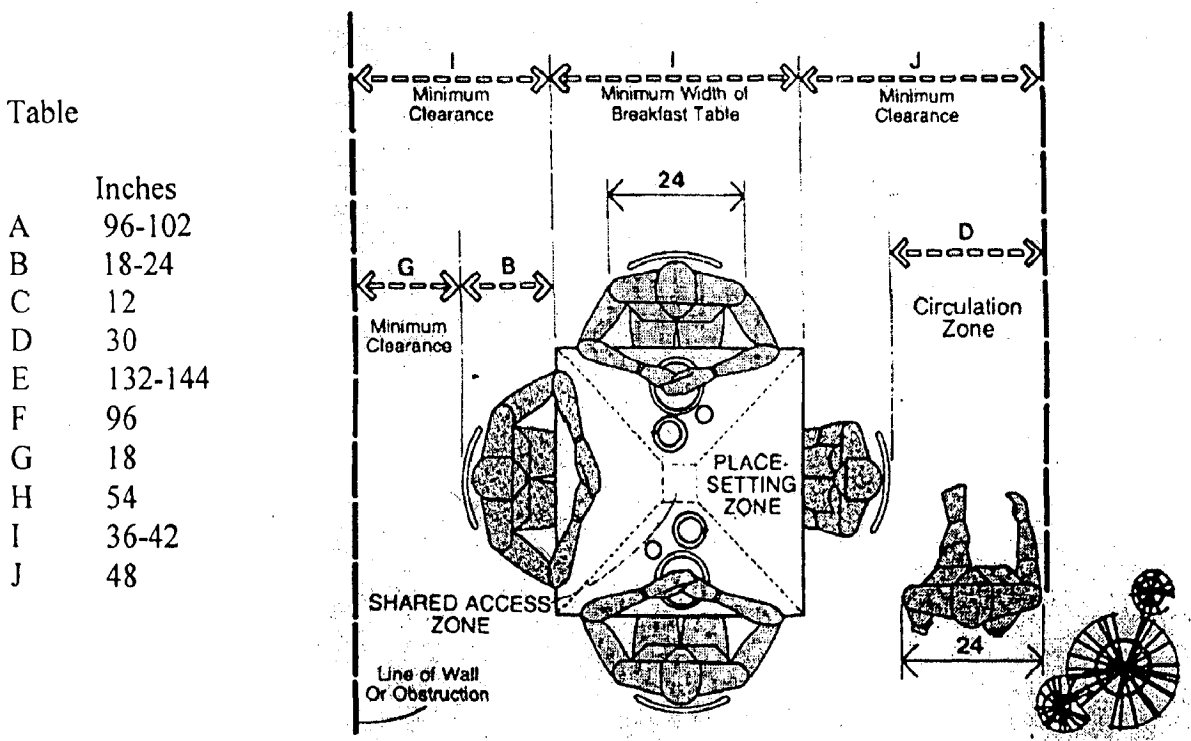 Table
Inches
A 96-102
B 18-24
C 12
D 30
E 132-144
F 96
G 18
H 54
I 36-42
J 48
I I J
Minimum
Clearance
Minimum Width of
Breakfast Table
Minimum
Clearance
24
G B D
Minimum
Clearance
Circulation
Zone
PLACE-
SETTING
ZONE
SHARED ACCESS
ZONE
Line of Wall
Or Obstruction
24